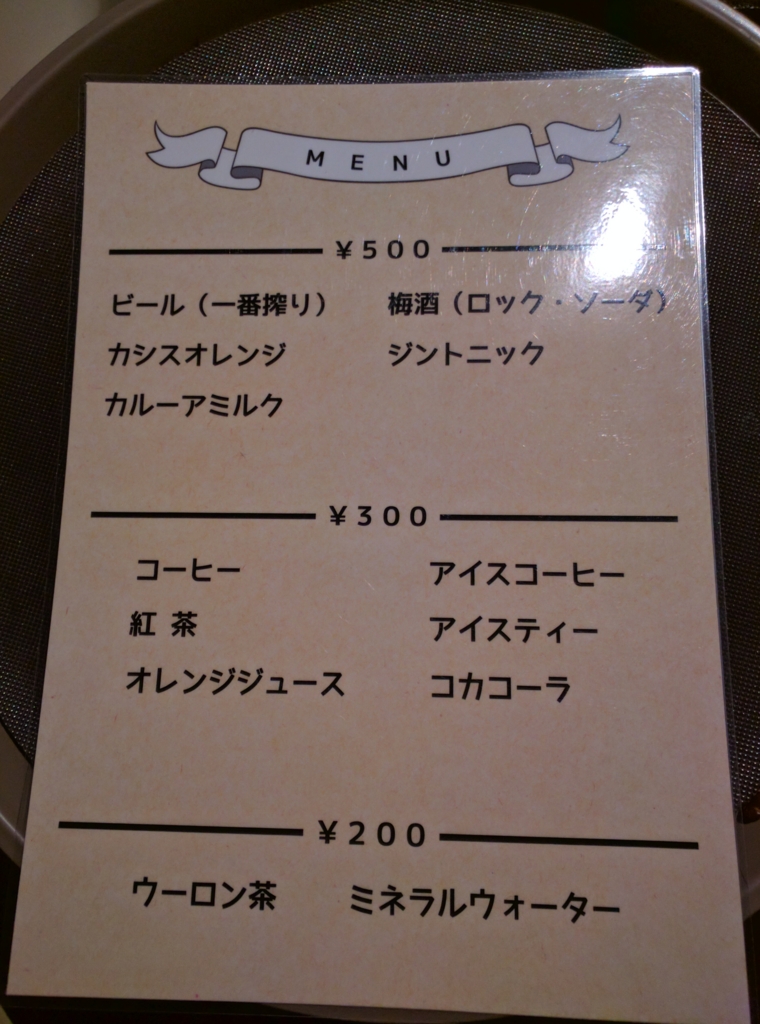 MENU
¥500
ビール（一番搾り） 梅酒（ロック・ソーダ）
カシスオレンジ ジントニック
カルーアミルク
¥300
コーヒー アイスコーヒー
紅茶 アイスティー
オレンジジュース コカコーラ
¥200
ウーロン茶 ミネラルウォーター